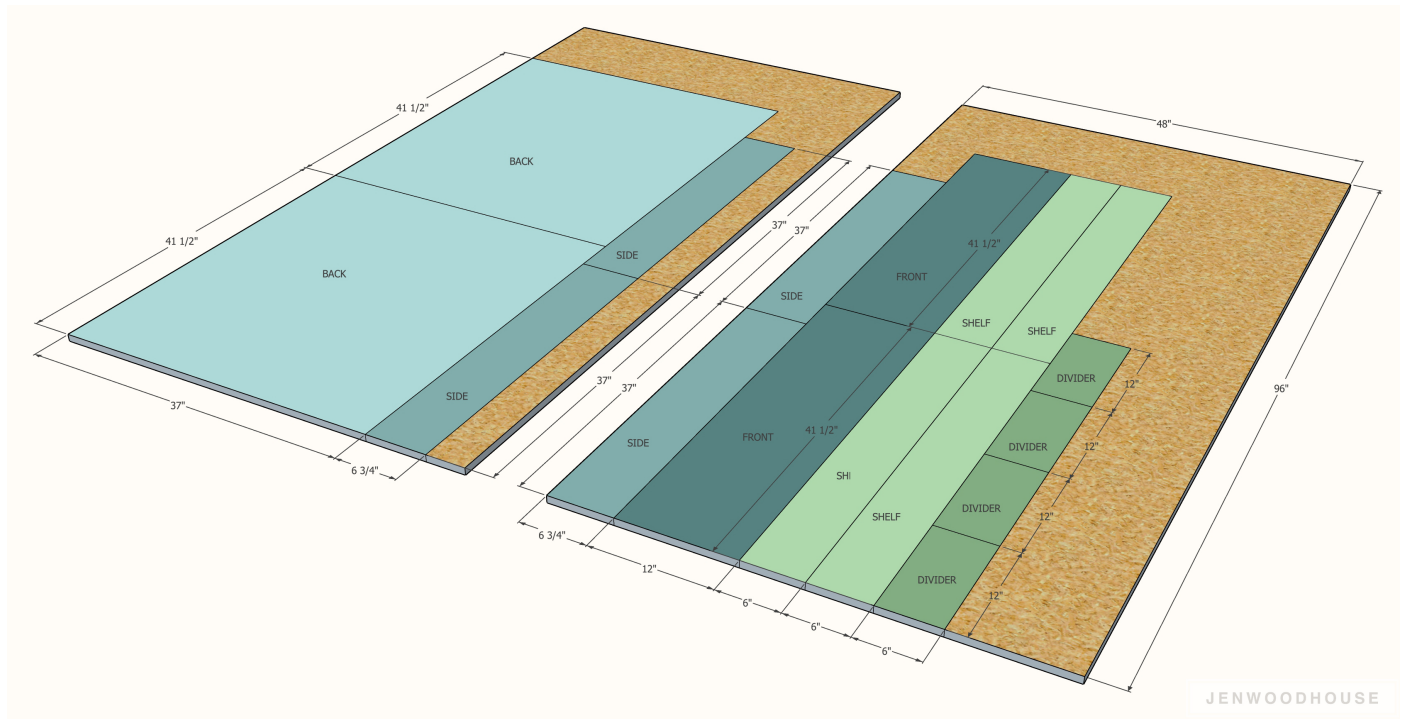 41 1/2"
BACK
41 1/2"
BACK
SIDE
SIDE
37"
6 3/4"
37"
37"
37"
37"
48"
96"
SIDE
SIDE
FRONT
FRONT
41 1/2"
41 1/2"
SHELF
SHELF
SHELF
DIVIDER
DIVIDER
DIVIDER
DIVIDER
12"
12"
12"
12"
6 3/4"
12"
6"
6"
6"
JENWOODHOUSE